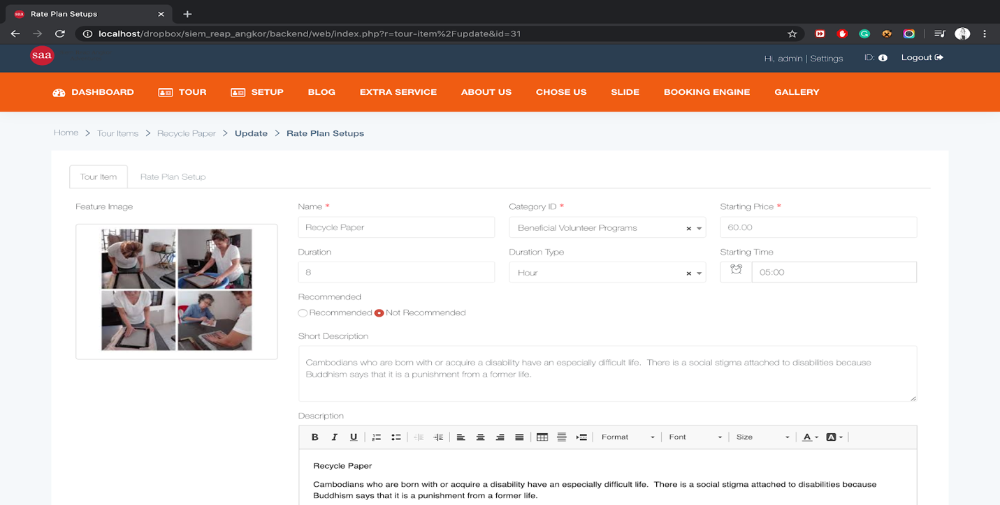 saa Rate Plan Setups
localhost/dropbox/siem_reap_angkor/backend/web/index.php?r=tour-item%2Fupdate&id=31
saa
Hi, admin | Settings ID: Logout
DASHBOARD TOUR SETUP BLOG EXTRA SERVICE ABOUT US CHOSE US SLIDE BOOKING ENGINE GALLERY
Home > Tour Items > Recycle Paper > Update > Rate Plan Setups
Tour Item Rate Plan Setup
Feature Image
Name * Category ID * Starting Price *
Recycle Paper Beneficial Volunteer Programs × 60.00
Duration Duration Type Starting Time
8 Hour × 05:00
Recommended
Recommended Not Recommended
Short Description
Cambodians who are born with or acquire a disability have an especially difficult life. There is a social stigma attached to disabilities because
Buddhism says that it is a punishment from a former life.
Description
B I U Format Font Size A A
Recycle Paper
Cambodians who are born with or acquire a disability have an especially difficult life. There is a social stigma attached to disabilities because
Buddhism says that it is a punishment from a former life.